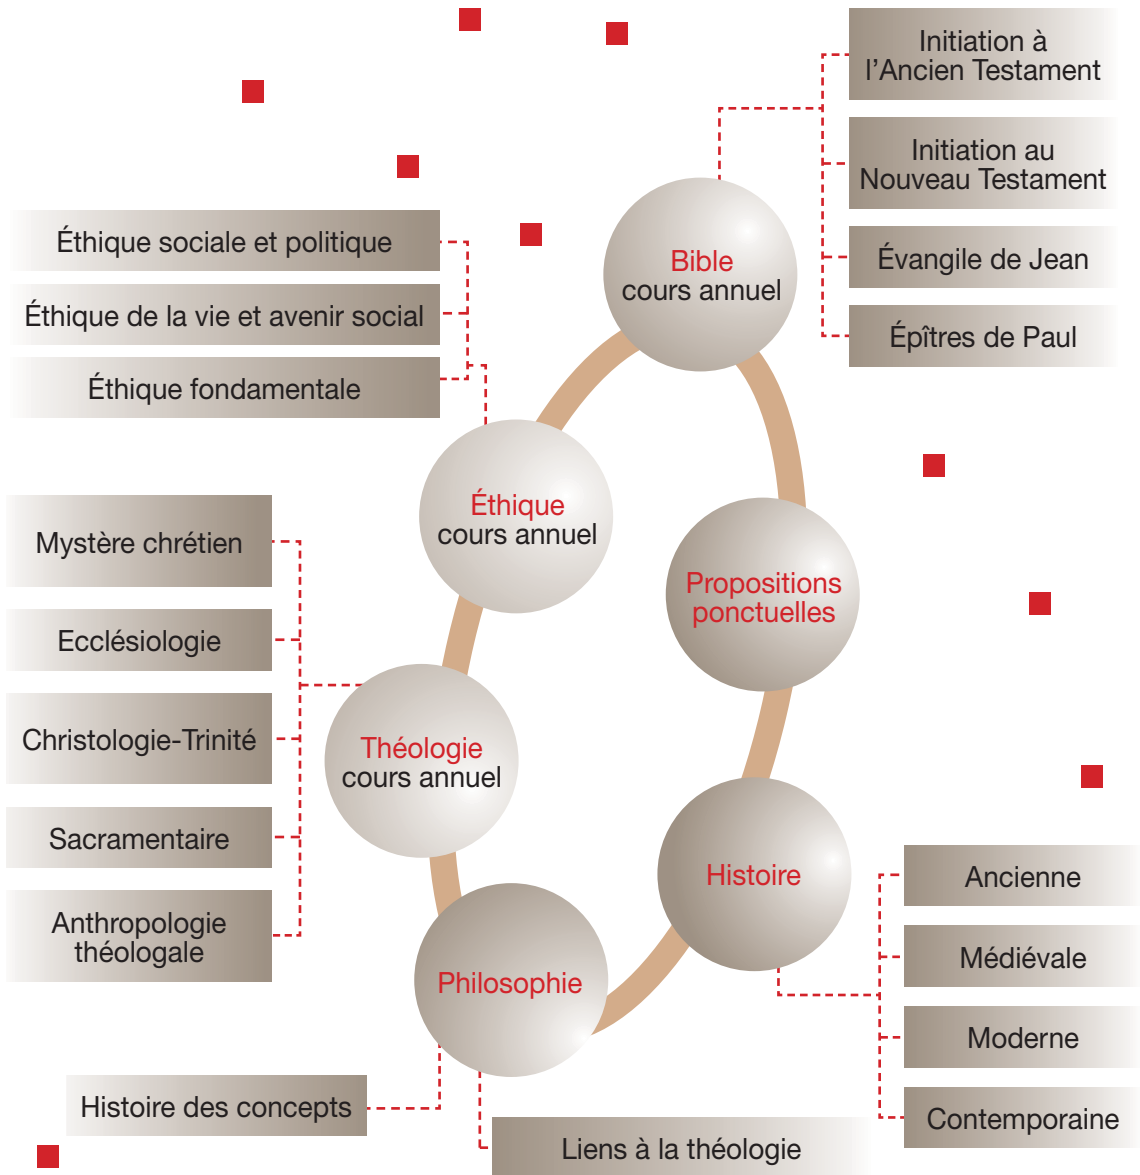 Initiation à
l'Ancien Testament
Initiation au
Nouveau Testament
Évangile de Jean
Épîtres de Paul
Bible
cours annuel
Éthique sociale et politique
Éthique de la vie et avenir social
Éthique fondamentale
Éthique
cours annuel
Propositions
ponctuelles
Mystère chrétien
Ecclésiologie
Christologie-Trinité
Sacramentaire
Anthropologie
théologale
Théologie
cours annuel
Histoire
Ancienne
Médiévale
Moderne
Contemporaine
Philosophie
Histoire des concepts
Liens à la théologie